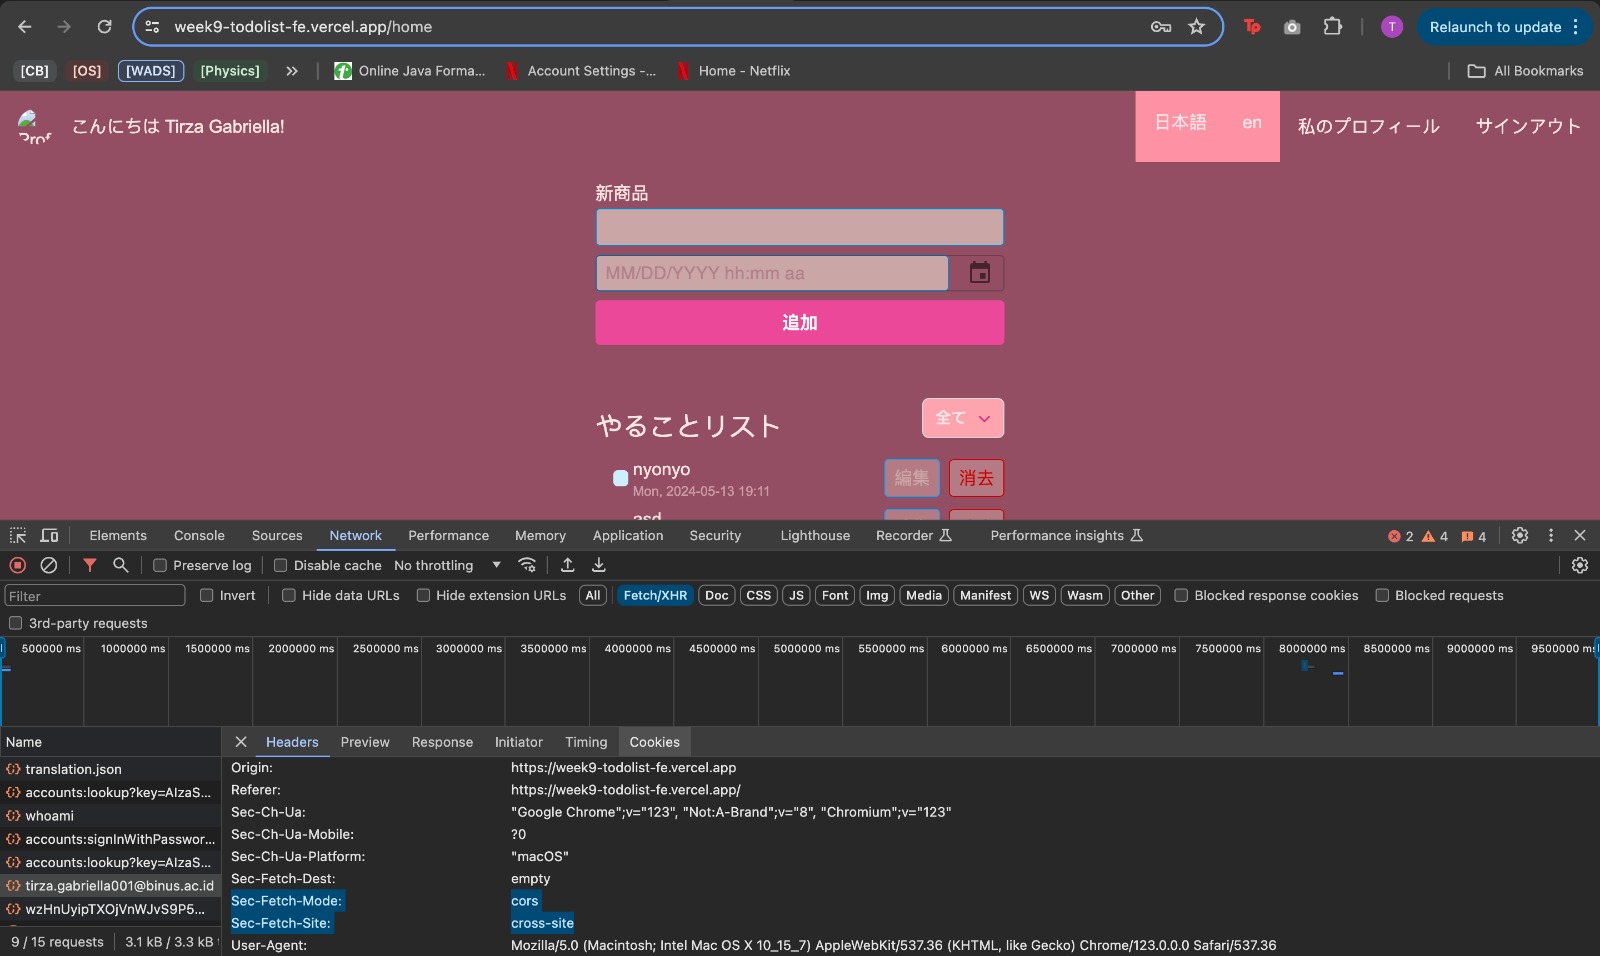 week9-todolist-fe.vercel.app/home
Tp
T
Relaunch to update
[CB] [OS] [WADS] [Physics] » Online Java Forma... Account Settings -... Home - Netflix All Bookmarks
こんにちは Tirza Gabriella!
日本語 en 私のプロフィール サインアウト
新商品
MM/DD/YYYY hh:mm aa
追加
やることリスト
全て
nyonyo
Mon, 2024-05-13 19:11
編集 消去
asd
Elements Console Sources Network Performance Memory Application Security Lighthouse Recorder Performance insights 2 4 4
Preserve log Disable cache No throttling
Filter Invert Hide data URLs Hide extension URLs All Fetch/XHR Doc CSS JS Font Img Media Manifest WS Wasm Other Blocked response cookies Blocked requests
3rd-party requests
500000 ms 1000000 ms 1500000 ms 2000000 ms 2500000 ms 3000000 ms 3500000 ms 4000000 ms 4500000 ms 5000000 ms 5500000 ms 6000000 ms 6500000 ms 7000000 ms 7500000 ms 8000000 ms 8500000 ms 9000000 ms 9500000 ms
Name
Headers Preview Response Initiator Timing Cookies
translation.json
accounts:lookup?key=AIzaS...
whoami
accounts:signInWithPasswor...
accounts:lookup?key=AIzaS...
tirza.gabriella001@binus.ac.id
wzHnUyipTXOjVnWJvS9P5...
9 / 15 requests 3.1 kB / 3.3 kB
Origin: https://week9-todolist-fe.vercel.app
Referer: https://week9-todolist-fe.vercel.app/
Sec-Ch-Ua: "Google Chrome";v="123", "Not:A-Brand";v="8", "Chromium";v="123"
Sec-Ch-Ua-Mobile: ?0
Sec-Ch-Ua-Platform: "macOS"
Sec-Fetch-Dest: empty
Sec-Fetch-Mode: cors
Sec-Fetch-Site: cross-site
User-Agent: Mozilla/5.0 (Macintosh; Intel Mac OS X 10_15_7) AppleWebKit/537.36 (KHTML, like Gecko) Chrome/123.0.0.0 Safari/537.36